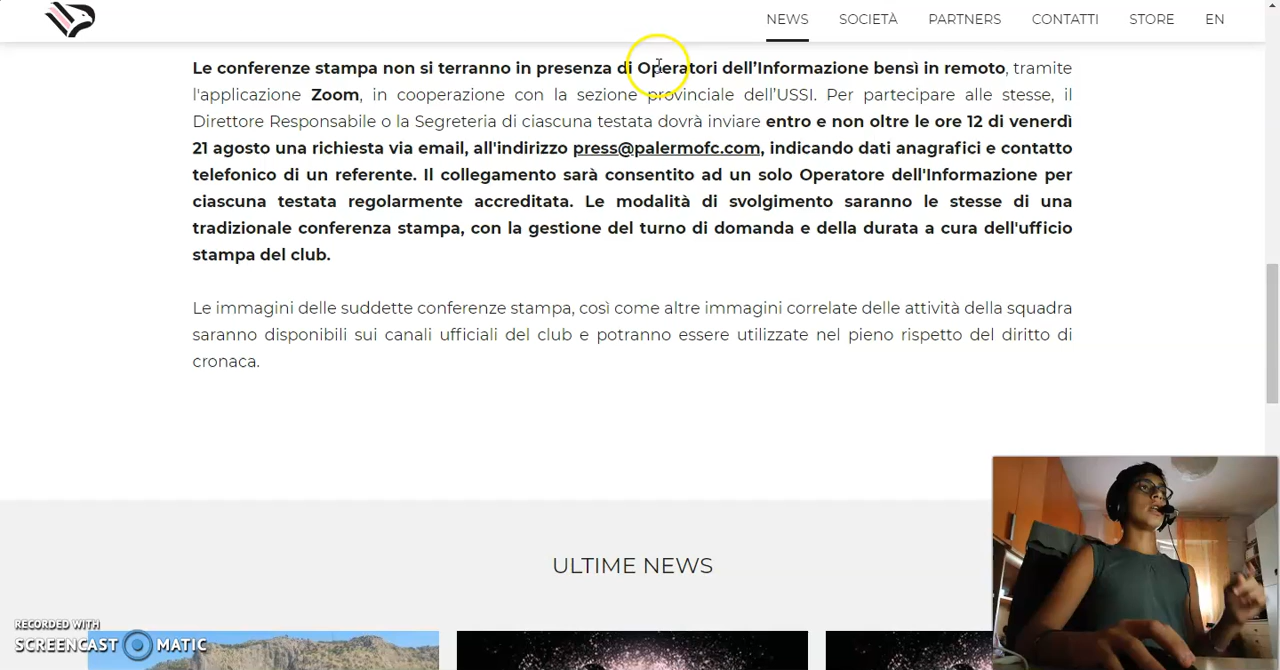 NEWS SOCIETÀ PARTNERS CONTATTI STORE EN
Le conferenze stampa non si terranno in presenza di Operatori dell’Informazione bensì in remoto, tramite
l'applicazione Zoom, in cooperazione con la sezione provinciale dell’USSI. Per partecipare alle stesse, il
Direttore Responsabile o la Segreteria di ciascuna testata dovrà inviare entro e non oltre le ore 12 di venerdì
21 agosto una richiesta via email, all'indirizzo press@palermofc.com, indicando dati anagrafici e contatto
telefonico di un referente. Il collegamento sarà consentito ad un solo Operatore dell'Informazione per
ciascuna testata regolarmente accreditata. Le modalità di svolgimento saranno le stesse di una
tradizionale conferenza stampa, con la gestione del turno di domanda e della durata a cura dell'ufficio
stampa del club.
Le immagini delle suddette conferenze stampa, così come altre immagini correlate delle attività della squadra
saranno disponibili sui canali ufficiali del club e potranno essere utilizzate nel pieno rispetto del diritto di
cronaca.
ULTIME NEWS
RECORDED WITH
SCREENCAST MATIC